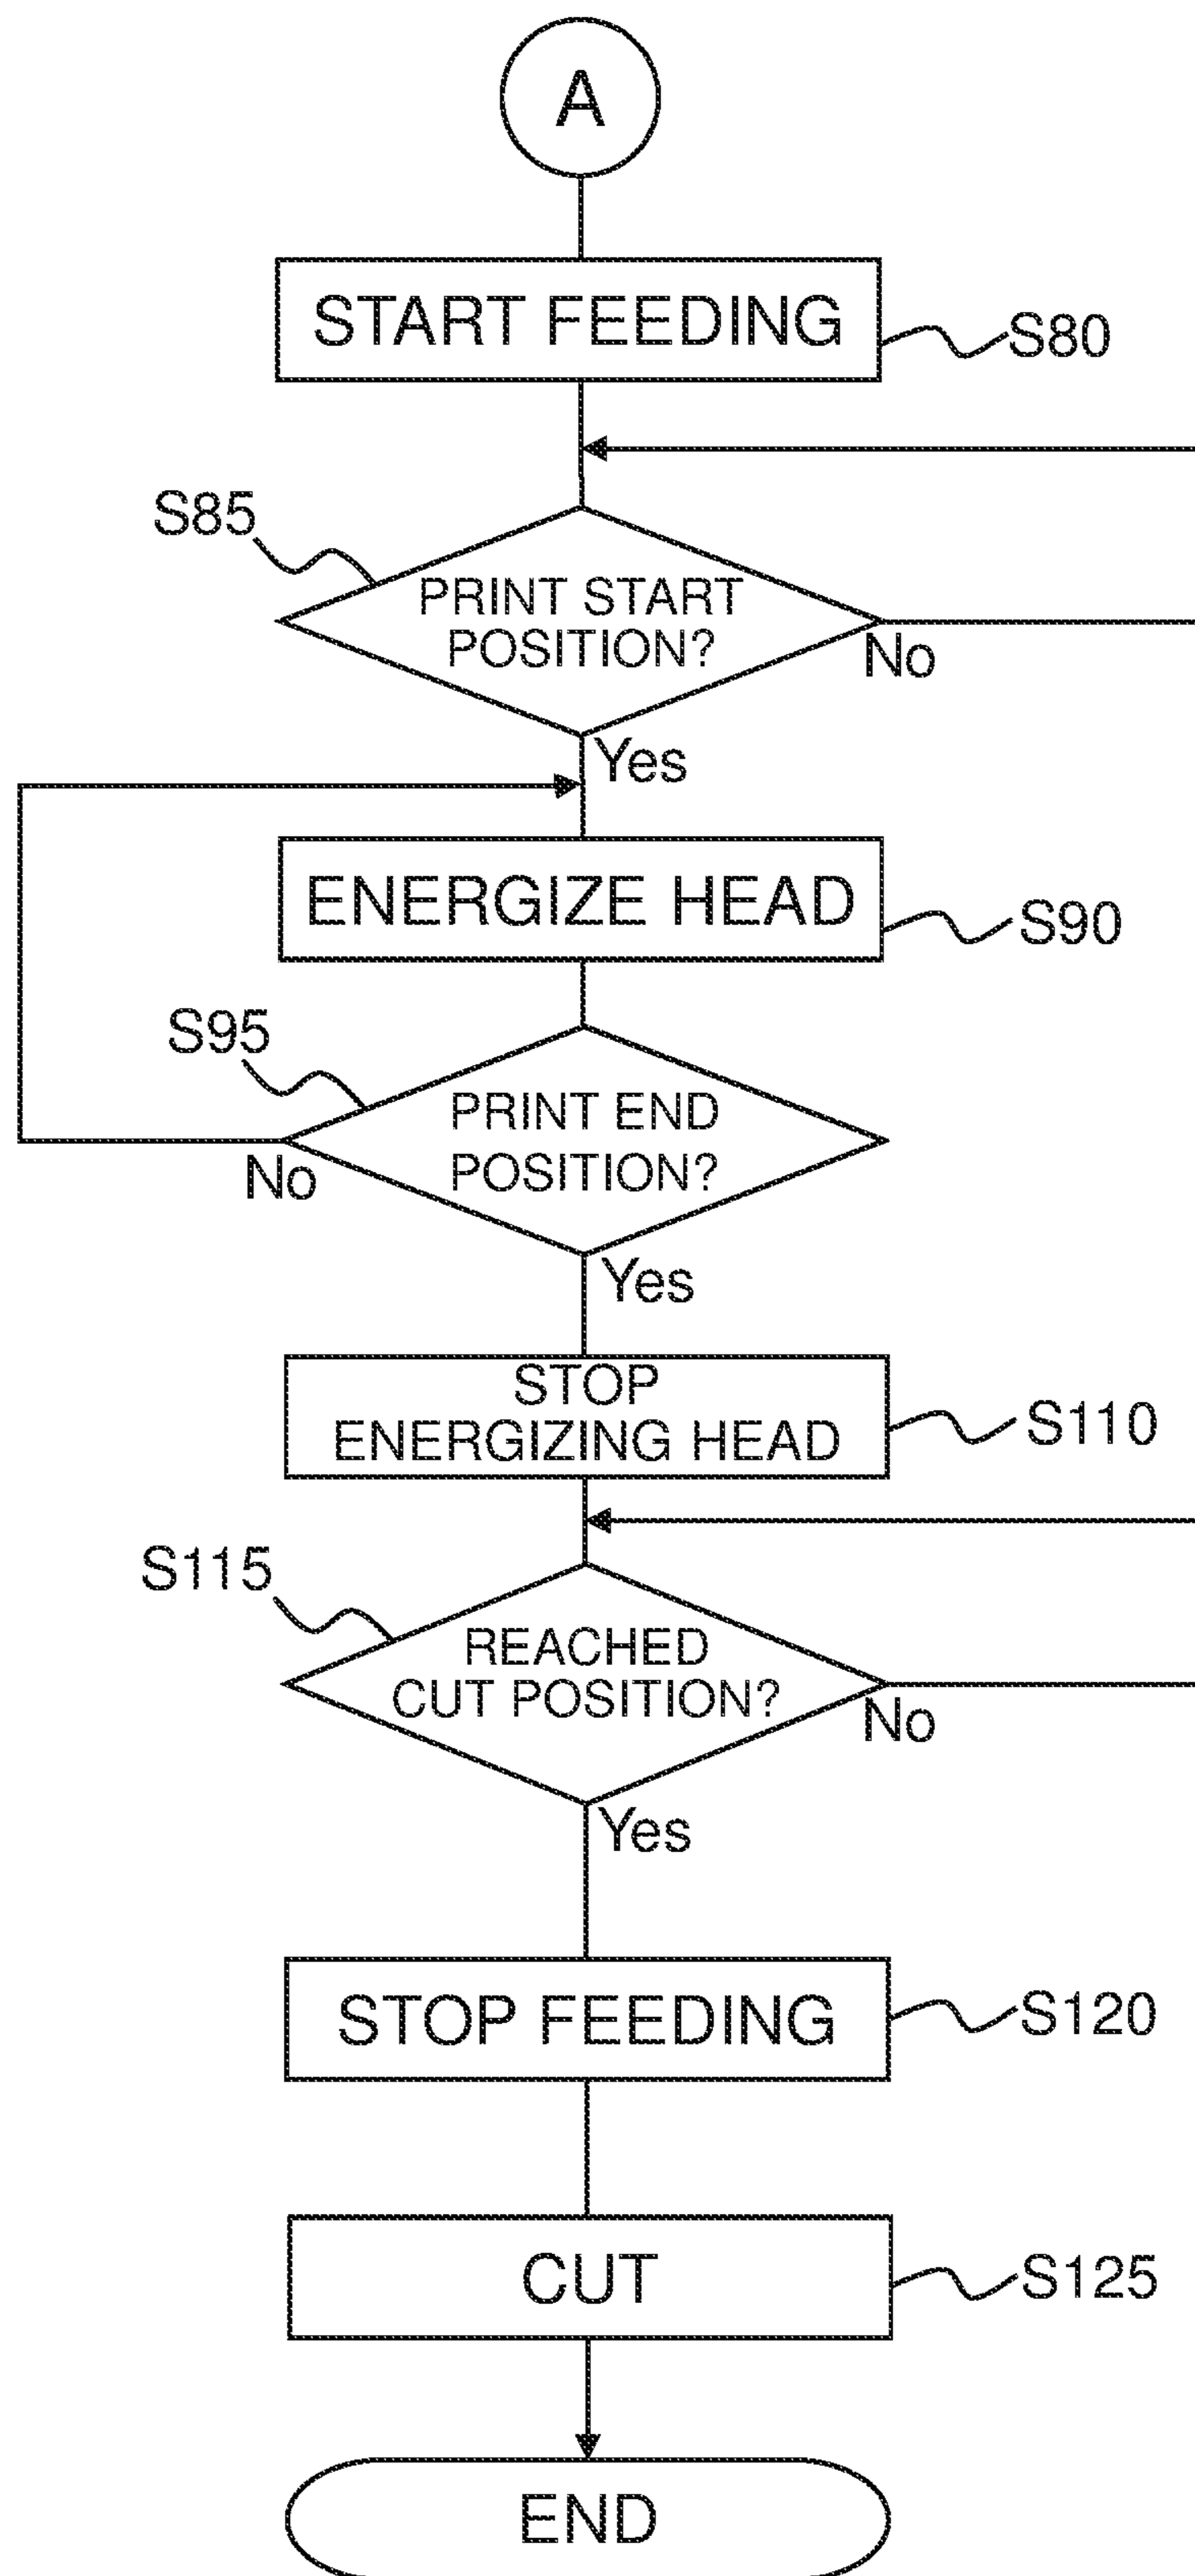 A
START FEEDING
S80
S85
PRINT START
POSITION?
No
Yes
ENERGIZE HEAD
S90
S95
PRINT END
POSITION?
No
Yes
STOP
ENERGIZING HEAD
S110
S115
REACHED
CUT POSITION?
No
Yes
STOP FEEDING
S120
CUT
S125
END